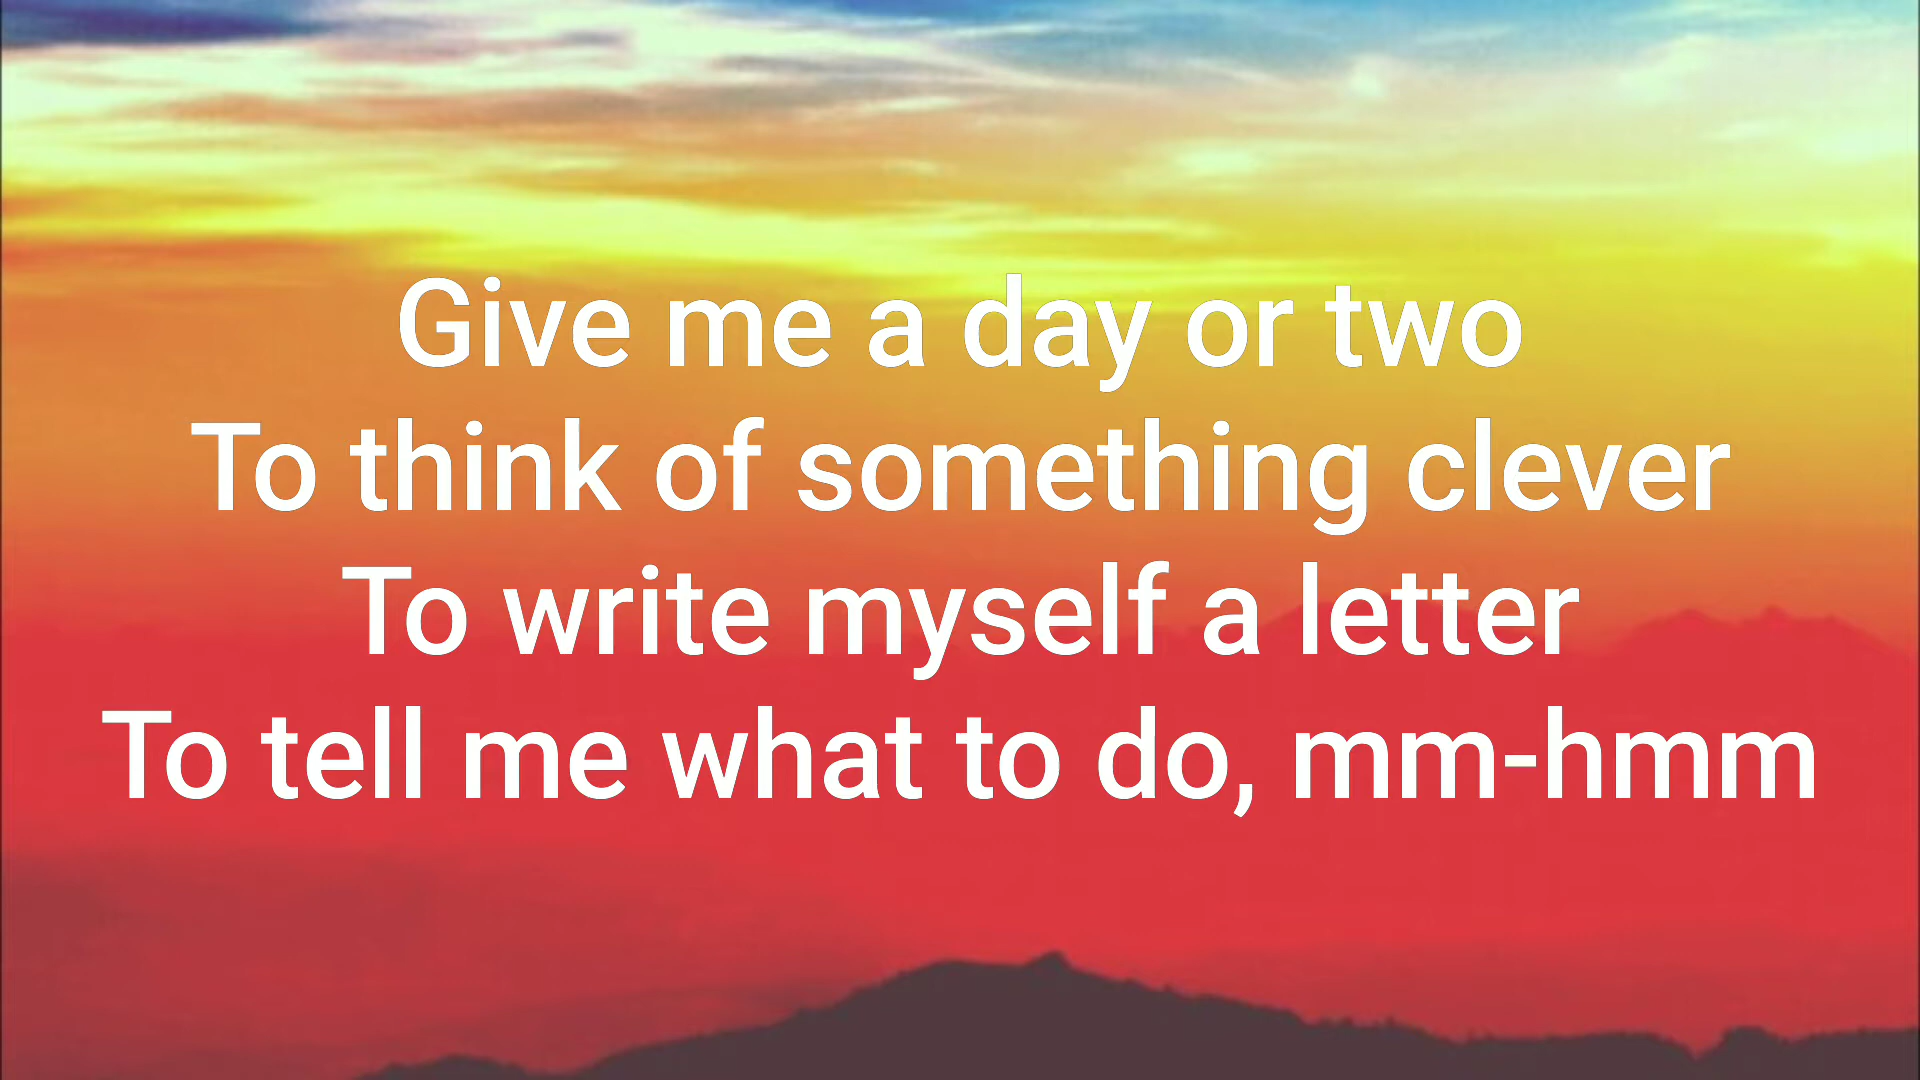 Give me a day or two
To think of something clever
To write myself a letter
To tell me what to do, mm-hmm